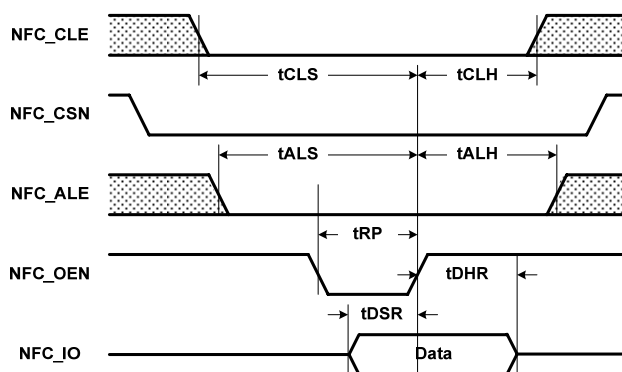 NFC_CLE
tCLS tCLH
NFC_CSN
tALS tALH
NFC_ALE
tRP
NFC_OEN tDHR
tDSR
NFC_IO Data